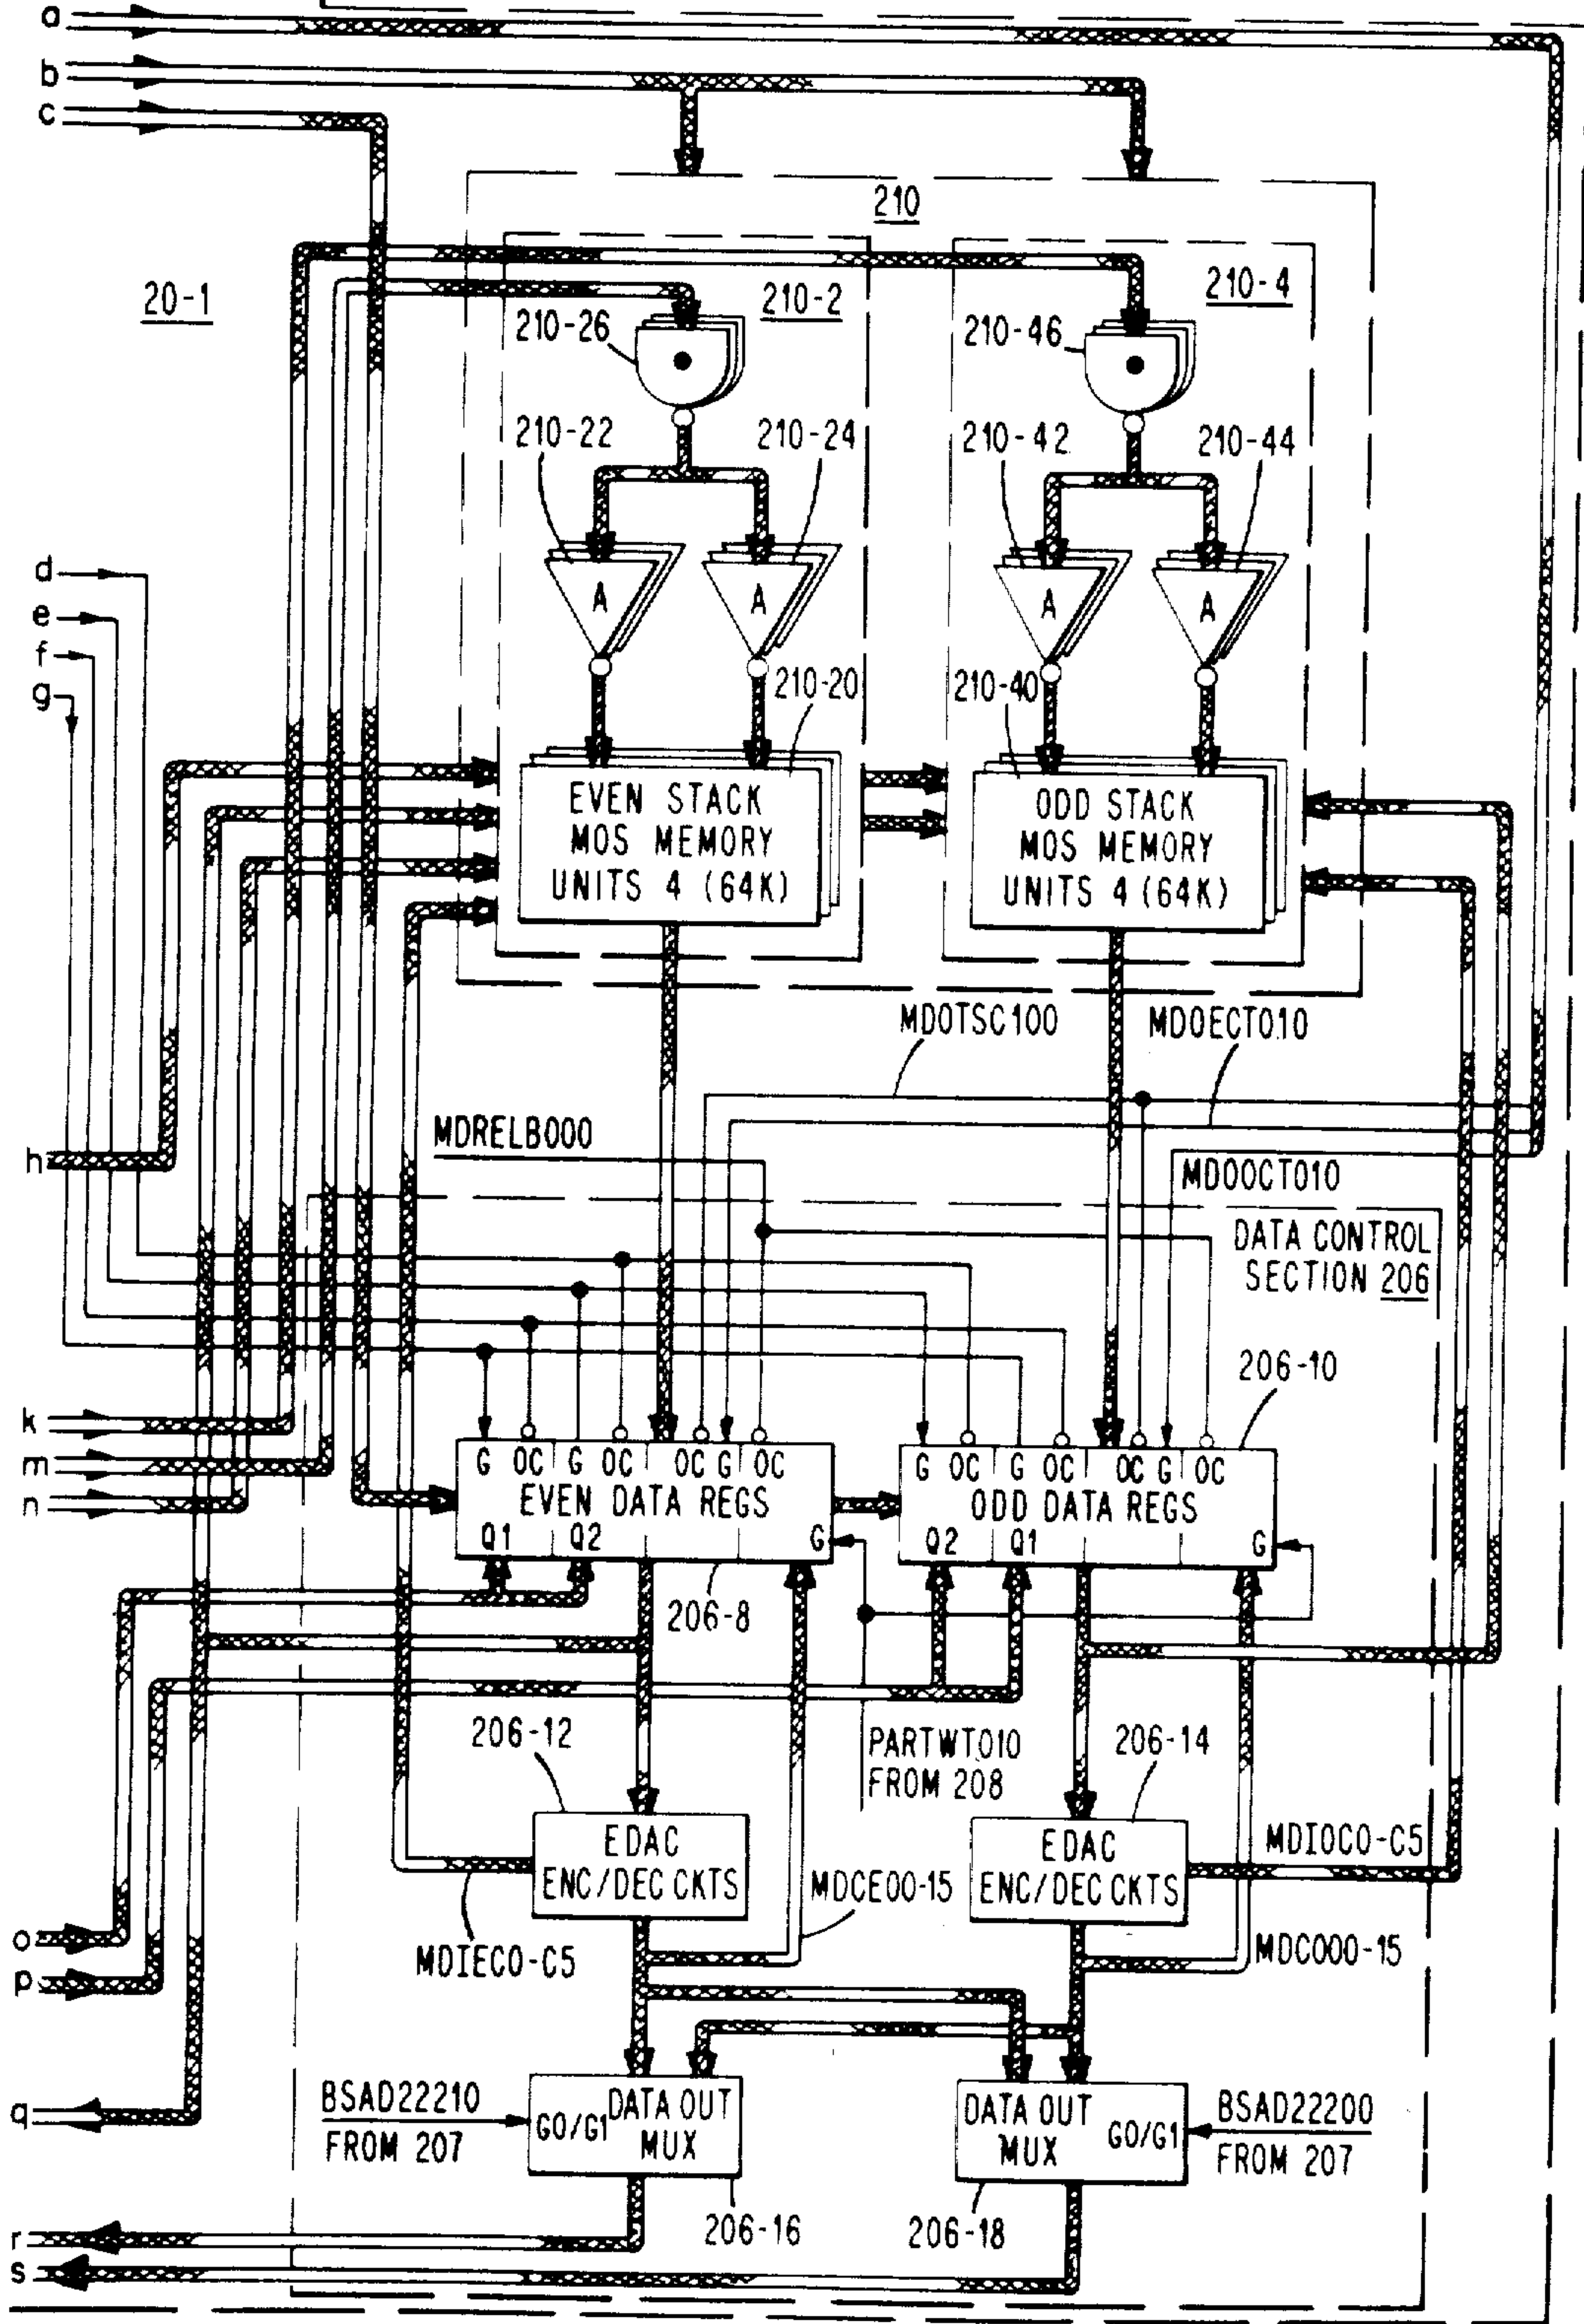 a
b
c
210
20-1
210-2
210-4
210-26
210-46
210-22
210-24
210-42
210-44
d
e
f
g
A
A
A
A
210-20
210-40
EVEN STACK
MOS MEMORY
UNITS 4 (64K)
ODD STACK
MOS MEMORY
UNITS 4 (64K)
MDOTSC100
MDOECT010
MDRELB000
h
MDOOCT010
DATA CONTROL
SECTION 206
206-10
k
m
n
G OC G OC OC G OC
EVEN DATA REGS
Q1 Q2 G
G OC G OC OC G OC
ODD DATA REGS
Q2 Q1 G
206-8
206-12
PARTWT010
FROM 208
206-14
EDAC
ENC/DEC CKTS
EDAC
ENC/DEC CKTS
MDIOC0-C5
MDCE00-15
MDIEC0-C5
MDCO00-15
o
p
q
BSAD22210
FROM 207
G0/G1
DATA OUT
MUX
DATA OUT
MUX
G0/G1
BSAD22200
FROM 207
206-16
206-18
r
s